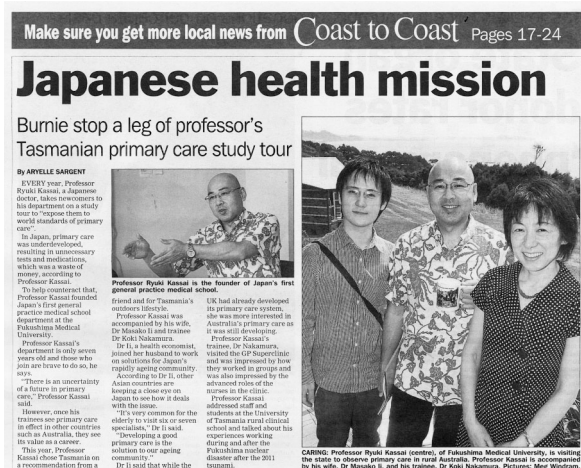 Make sure you get more local news from Coast to Coast Pages 17-24
Japanese health mission
Burnie stop a leg of professor's
Tasmanian primary care study tour
By ARYELLE SARGENT
EVERY year, Professor
Ryuki Kassai, a Japanese
doctor, takes newcomers to
his department on a study
tour to "expose them to
world standards of primary
care".
In Japan, primary care
was underdeveloped,
resulting in unnecessary
tests and medications,
which was a waste of
money, according to
Professor Kassai.
To help counteract that,
Professor Kassai founded
Japan's first general
practice medical school
department at the
Fukushima Medical
University.
Professor Kassai's
department is only seven
years old and those who
join are brave to do so, he
says.
"There is an uncertainty
of a future in primary
care," Professor Kassai
said.
However, once his
trainees see primary care
in effect in other countries
such as Australia, they see
its value as a career.
This year, Professor
Kassai chose Tasmania on
a recommendation from a
Professor Ryuki Kassai is the founder of Japan's first
general practice medical school.
friend and for Tasmania's
outdoors lifestyle.
Professor Kassai was
accompanied by his wife,
Dr Masako Ii and trainee
Dr Koki Nakamura.
Dr Ii, a health economist,
joined her husband to work
on solutions for Japan's
rapidly ageing community.
According to Dr Ii, other
Asian countries are
keeping a close eye on
Japan to see how it deals
with the issue.
"It's very common for the
elderly to visit six or seven
specialists," Dr Ii said.
"Developing a good
primary care is the
solution to our ageing
community."
Dr Ii said that while the
UK had already developed
its primary care system,
she was more interested in
Australia's primary care as
it was still developing.
Professor Kassai's
trainee, Dr Nakamura,
visited the GP Superclinic
and was impressed by how
they worked in groups and
was also impressed by the
advanced roles of the
nurses in the clinic.
Professor Kassai
addressed staff and
students at the University
of Tasmania rural clinical
school and talked about his
experiences working
during and after the
Fukushima nuclear
disaster after the 2011
tsunami.
CARING: Professor Ryuki Kassai (centre), of Fukushima Medical University, is visiting
the state to observe primary care in rural Australia. Professor Kassai is accompanied
by his wife, Dr Masako Ii, and his trainee, Dr Koki Nakamura. Pictures: Meg Windram